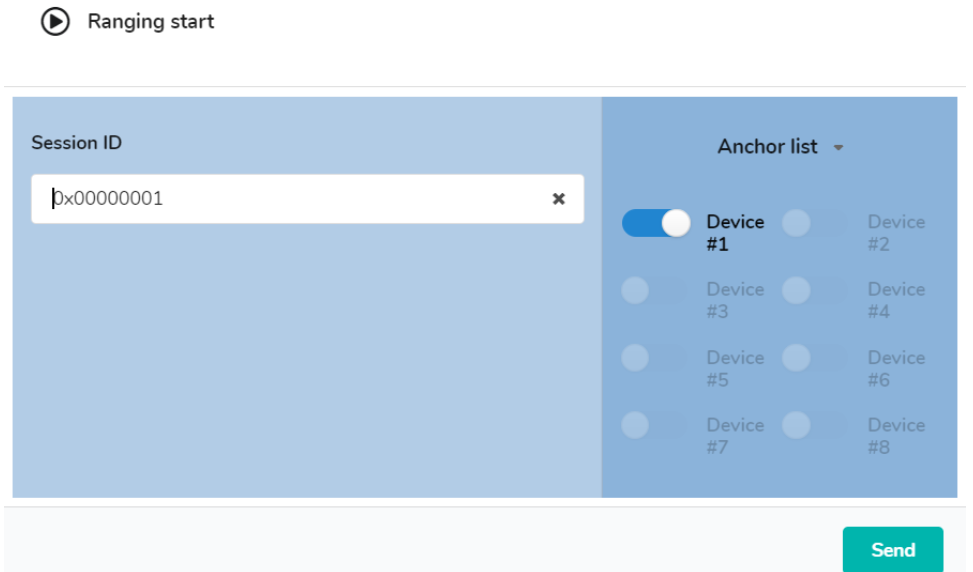 Ranging start
Session ID
0x00000001
Anchor list
Device
#1
Device
#2
Device
#3
Device
#4
Device
#5
Device
#6
Device
#7
Device
#8
Send